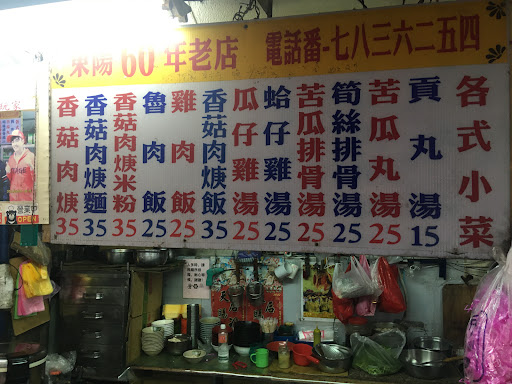 東陽60年老店 電話番-七八三六二五四
香菇肉焿 35
香菇肉焿麵 35
香菇肉焿米粉 35
魯肉飯 25
雞肉飯 25
香菇肉焿飯 35
瓜仔雞湯 25
蛤仔雞湯 25
苦瓜排骨湯 25
筍絲排骨湯 25
苦瓜丸湯 25
貢丸湯 15
各式小菜
OPEN